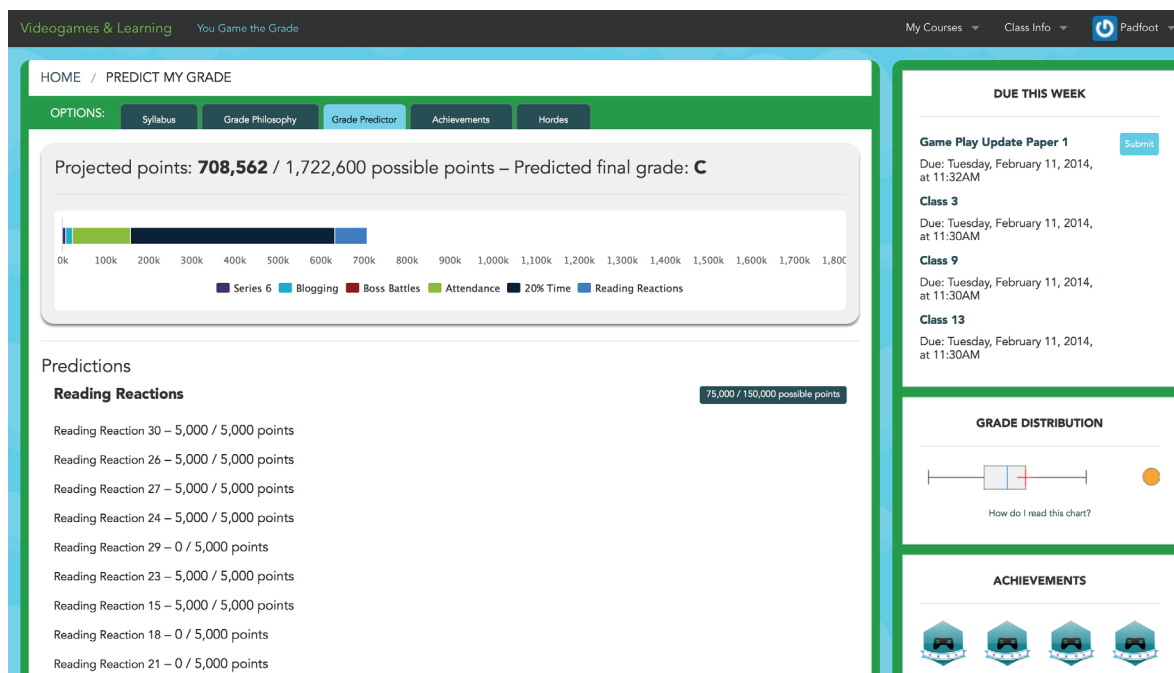 Videogames & Learning You Game the Grade My Courses Class Info Padfoot
HOME / PREDICT MY GRADE
OPTIONS: Syllabus Grade Philosophy Grade Predictor Achievements Hordes
Projected points: 708,562 / 1,722,600 possible points – Predicted final grade: C
0k 100k 200k 300k 400k 500k 600k 700k 800k 900k 1,000k 1,100k 1,200k 1,300k 1,400k 1,500k 1,600k 1,700k 1,800
Series 6 Blogging Boss Battles Attendance 20% Time Reading Reactions
Predictions
Reading Reactions 75,000 / 150,000 possible points
Reading Reaction 30 – 5,000 / 5,000 points
Reading Reaction 26 – 5,000 / 5,000 points
Reading Reaction 27 – 5,000 / 5,000 points
Reading Reaction 24 – 5,000 / 5,000 points
Reading Reaction 29 – 0 / 5,000 points
Reading Reaction 23 – 5,000 / 5,000 points
Reading Reaction 15 – 5,000 / 5,000 points
Reading Reaction 18 – 0 / 5,000 points
Reading Reaction 21 – 0 / 5,000 points
DUE THIS WEEK
Game Play Update Paper 1 Submit
Due: Tuesday, February 11, 2014,
at 11:32AM
Class 3
Due: Tuesday, February 11, 2014,
at 11:30AM
Class 9
Due: Tuesday, February 11, 2014,
at 11:30AM
Class 13
Due: Tuesday, February 11, 2014,
at 11:30AM
GRADE DISTRIBUTION
How do I read this chart?
ACHIEVEMENTS